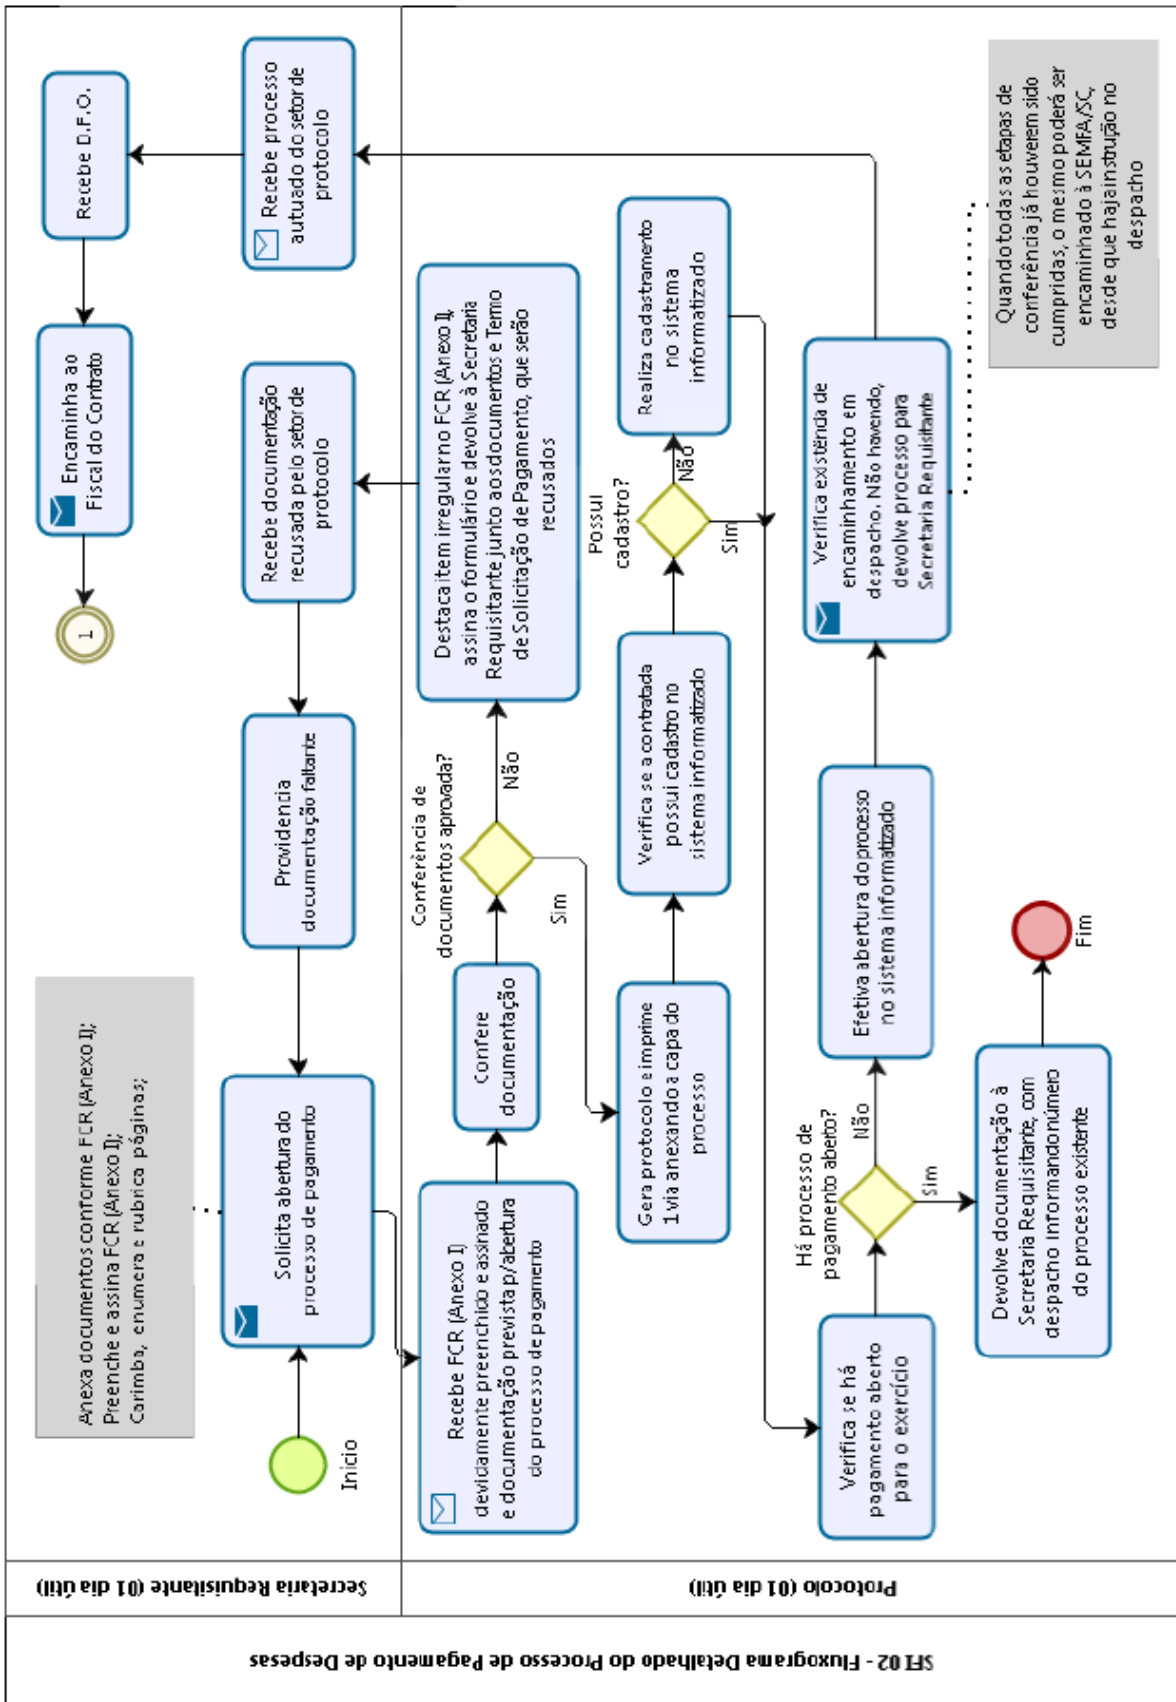 SFI 02 - Fluxograma Detalhado do Processo de Pagamento de Despesas
Secretaria Requisitante (01 dia útil)
Anexa documentos conforme FCR (Anexo I);
Preenche e assina FCR (Anexo I);
Carimba, enumera e rubrica páginas;
Inicio
Solicita abertura do
processo de pagamento
Providencia
documentação faltante
Recebe documentação
recusada pelo setor de
protocolo
Recebe processo
autuado do setor de
protocolo
Recebe D.F.O.
Encaminha ao
Fiscal do Contrato
1
Protocolo (01 dia útil)
Recebe FCR (Anexo I)
devidamente preenchido e assinado
e documentação prevista p/abertura
do processo de pagamento
Confere
documentação
Conferência de
documentos aprovada?
Não
Sim
Destaca item irregular no FCR (Anexo I),
assina o formulário e devolve à Secretaria
Requisitante junto aos documentos e Termo
de Solicitação de Pagamento, que serão
recusados
Gera protocolo e imprime
1 via anexando a capa do
processo
Verifica se a contratada
possui cadastro no
sistema informatizado
Possui
cadastro?
Não
Sim
Realiza cadastramento
no sistema
informatizado
Verifica se há
pagamento aberto
para o exercício
Há processo de
pagamento aberto?
Não
Sim
Efetiva abertura do processo
no sistema informatizado
Verifica existência de
encaminhamento em
despacho. Não havendo,
devolve processo para
Secretaria Requisitante
Devolve documentação à
Secretaria Requisitante, com
despacho informando número
do processo existente
Fim
Quando todas as etapas de
conferência já houverem sido
cumpridas, o mesmo poderá ser
encaminhado à SEMFA/SC,
desde que haja instrução no
despacho